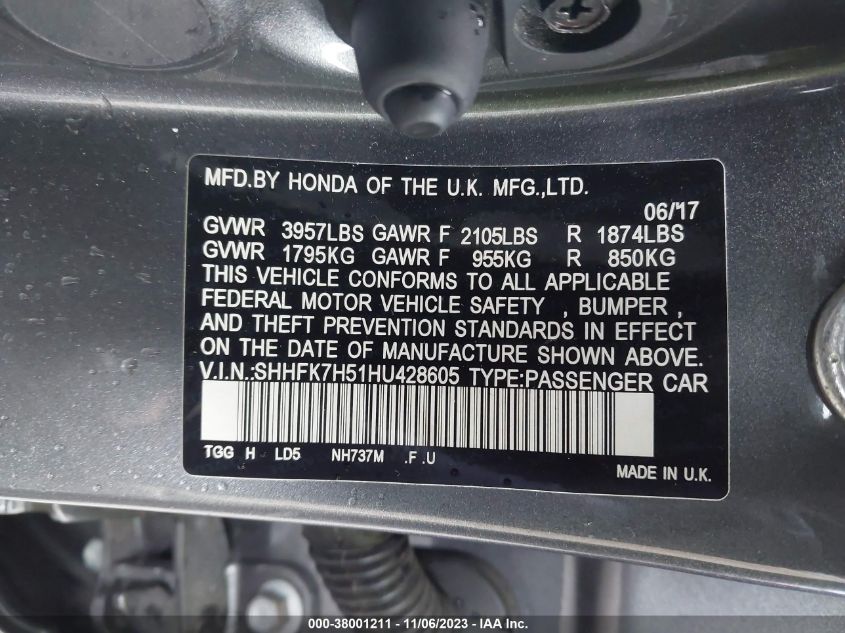 MFD.BY HONDA OF THE U.K. MFG.,LTD.
06/17
GVWR 3957LBS GAWR F 2105LBS R 1874LBS
GVWR 1795KG GAWR F 955KG R 850KG
THIS VEHICLE CONFORMS TO ALL APPLICABLE
FEDERAL MOTOR VEHICLE SAFETY , BUMPER ,
AND THEFT PREVENTION STANDARDS IN EFFECT
ON THE DATE OF MANUFACTURE SHOWN ABOVE.
V.I.N.:SHHFK7H51HU428605 TYPE:PASSENGER CAR
TGG H LD5 NH737M .F .U
MADE IN U.K.
000-38001211 - 11/06/2023 - IAA Inc.